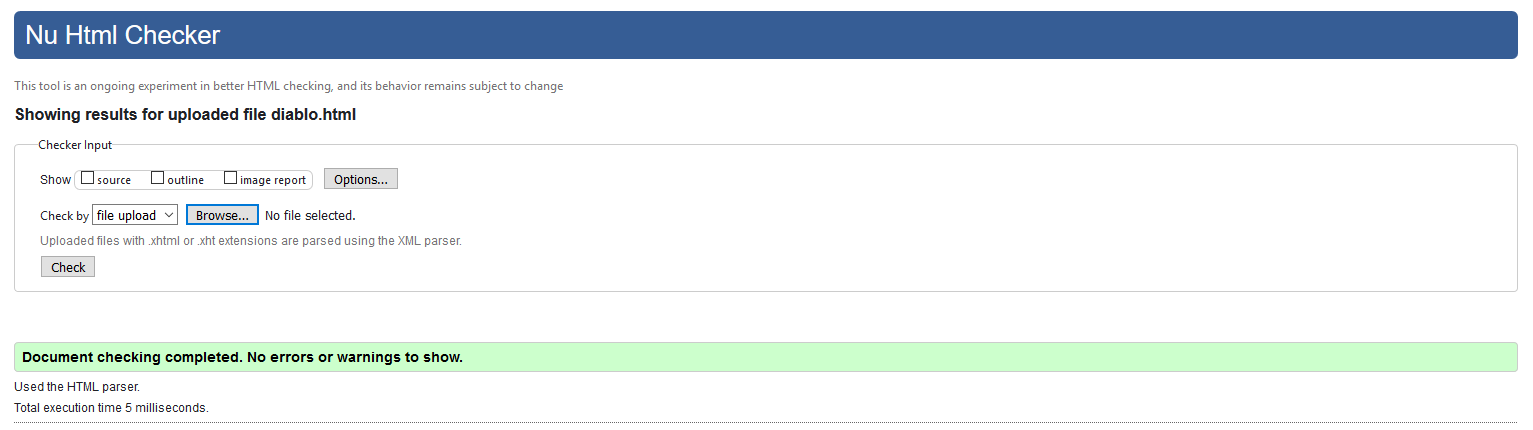 Nu Html Checker
This tool is an ongoing experiment in better HTML checking, and its behavior remains subject to change
Showing results for uploaded file diablo.html
Checker Input
Show source outline image report Options...
Check by file upload Browse... No file selected.
Uploaded files with .xhtml or .xht extensions are parsed using the XML parser.
Check
Document checking completed. No errors or warnings to show.
Used the HTML parser.
Total execution time 5 milliseconds.